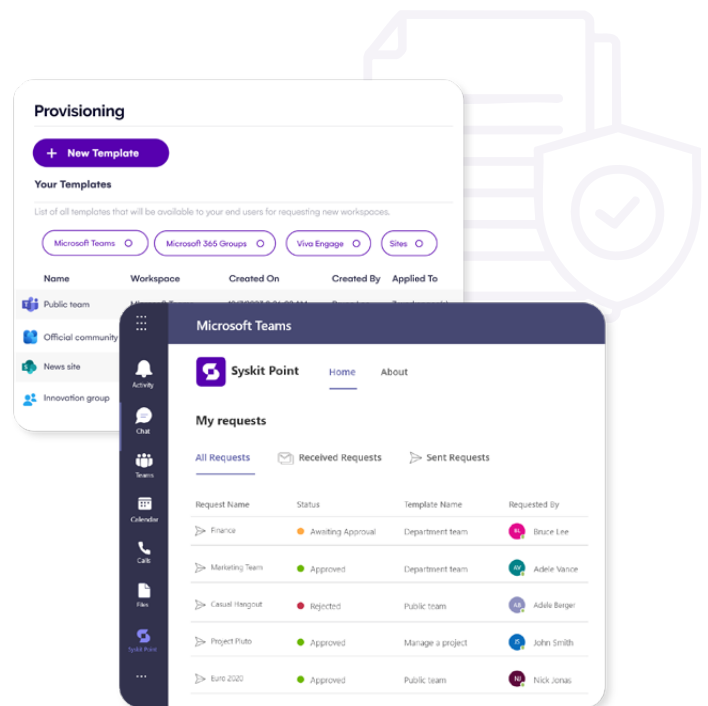 Provisioning
+ New Template
Your Templates
List of all templates that will be available to your end users for requesting new workspaces.
Microsoft Teams
Microsoft 365 Groups
Viva Engage
Sites
Name Workspace Created On Created By Applied To
Public team
Official community
News site
Innovation group
Microsoft Teams
Activity
Chat
Teams
Calendar
Calls
Files
Syskit Point
Syskit Point Home About
My requests
All Requests Received Requests Sent Requests
Request Name Status Template Name Requested By
Finance Awaiting Approval Department team BL Bruce Lee
Marketing Team Approved Department team AV Adele Vance
Casual Hangout Rejected Public team AB Adele Berger
Project Pluto Approved Manage a project JS John Smith
Euro 2020 Approved Public team NJ Nick Jonas